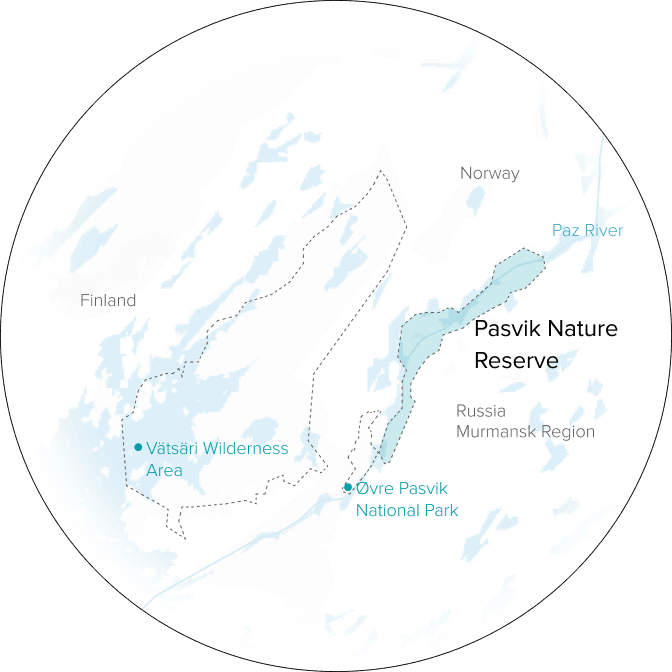 Norway
Paz River
Finland
Pasvik Nature
Reserve
Russia
Murmansk Region
Vätsäri Wilderness
Area
Øvre Pasvik
National Park